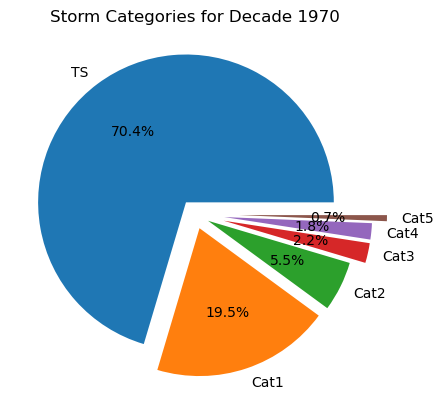 Storm Categories for Decade 1970
TS
70.4%
0.7%
Cat5
1.8%
Cat4
2.2%
Cat3
5.5%
Cat2
19.5%
Cat1